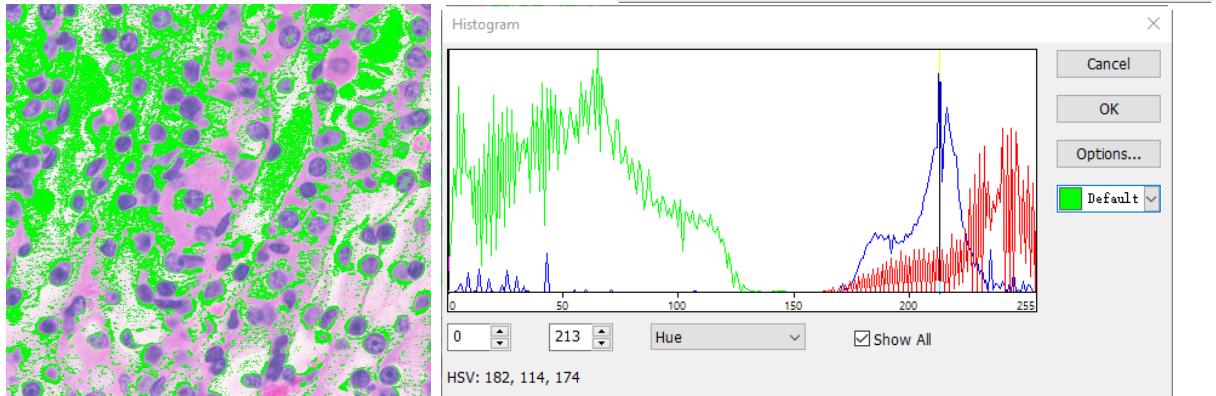 Histogram
Cancel
OK
Options...
Default
0 50 100 150 200 255
0 213 Hue Show All
HSV: 182, 114, 174